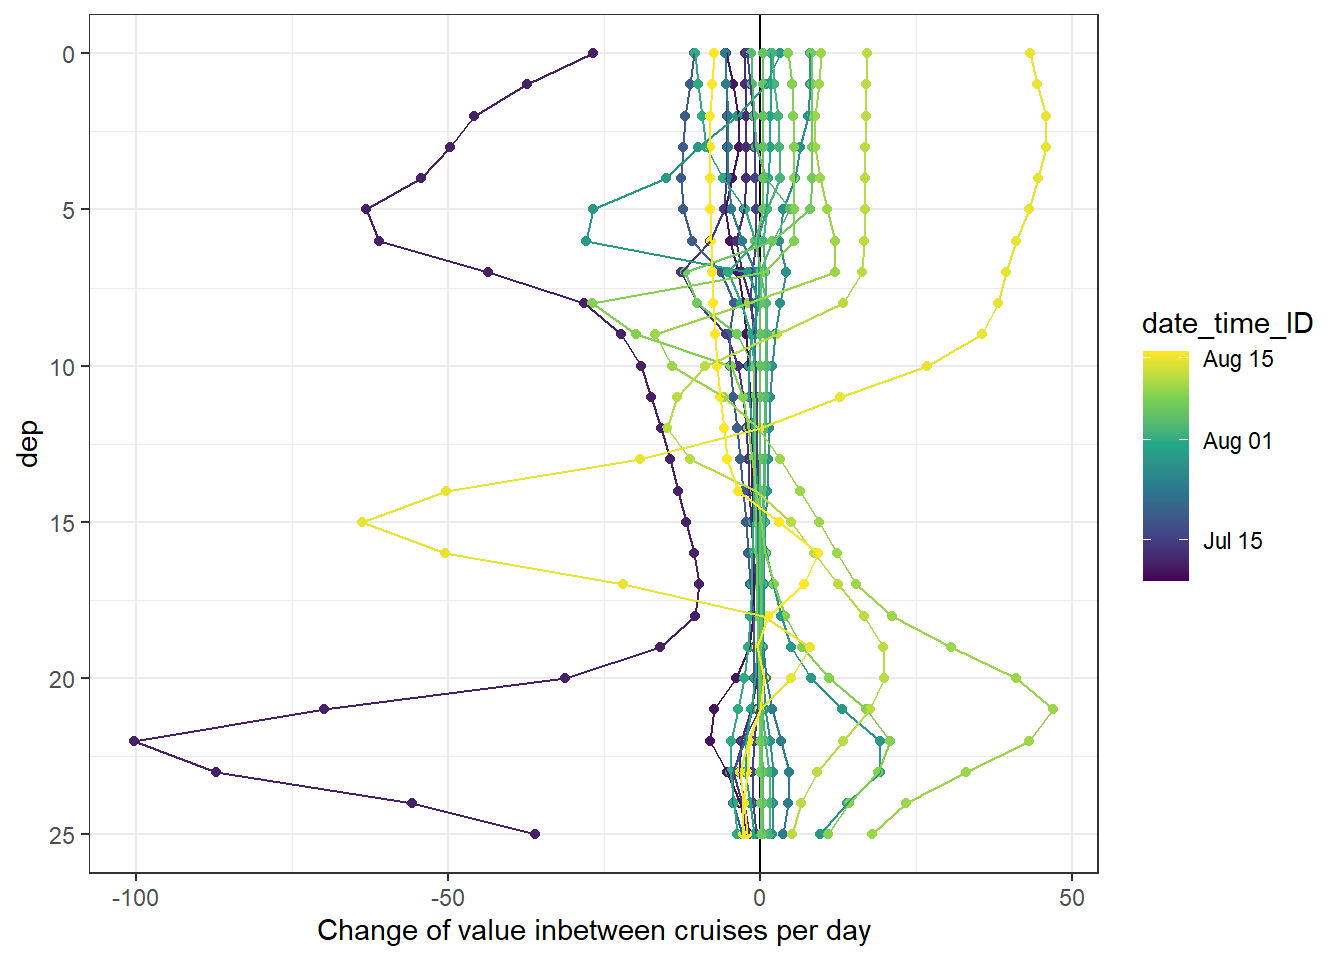 0
5
10
15
20
25
dep
-100
-50
0
50
Change of value inbetween cruises per day
date_time_ID
Aug 15
Aug 01
Jul 15